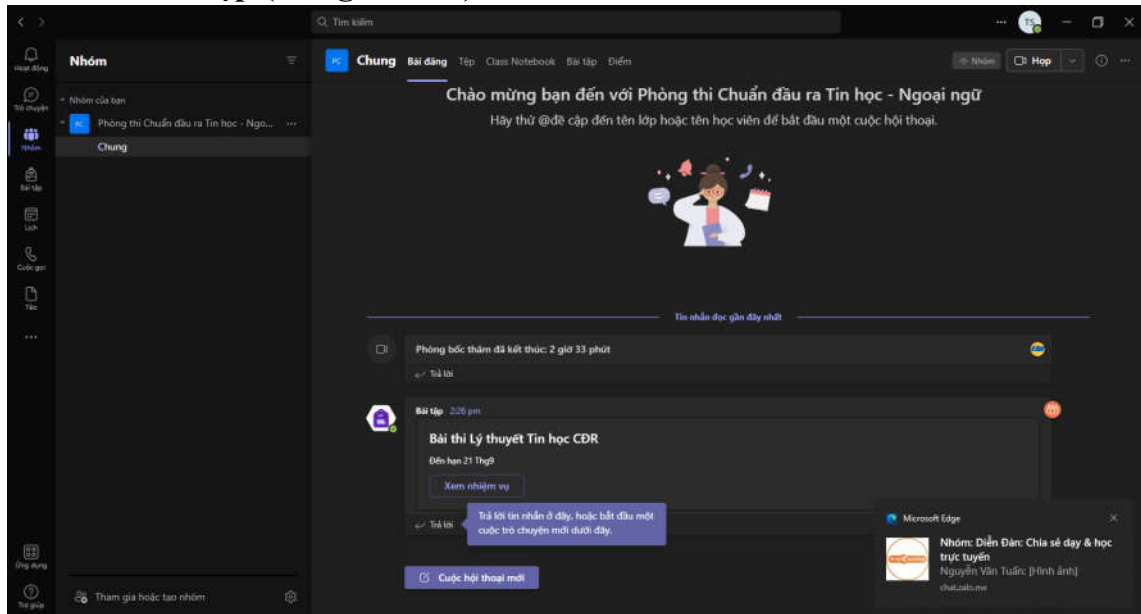 Tìm kiếm
TS
Hoạt động
Trò chuyện
Nhóm
Bài tập
Lịch
Cuộc gọi
Tệp
Ứng dụng
Trợ giúp
Nhóm
Nhóm của bạn
PC
Phòng thi Chuẩn đầu ra Tin học - Ngo...
Chung
Tham gia hoặc tạo nhóm
PC Chung Bài đăng Tệp Class Notebook Bài tập Điểm
Nhóm Họp
Chào mừng bạn đến với Phòng thi Chuẩn đầu ra Tin học - Ngoại ngữ
Hãy thử @đề cập đến tên lớp hoặc tên học viên để bắt đầu một cuộc hội thoại.
Tin nhắn đọc gần đây nhất
Phòng bốc thăm đã kết thúc: 2 giờ 33 phút
Trả lời
Bài tập 2:26 pm
Bài thi Lý thuyết Tin học CĐR
Đến hạn 21 Thg9
Xem nhiệm vụ
Trả lời
Trả lời tin nhắn ở đây, hoặc bắt đầu một
cuộc trò chuyện mới dưới đây.
Cuộc hội thoại mới
Microsoft Edge
Nhóm: Diễn Đàn: Chia sẻ dạy & học
trực tuyến
Nguyễn Văn Tuấn: [Hình ảnh]
chat.zalo.me